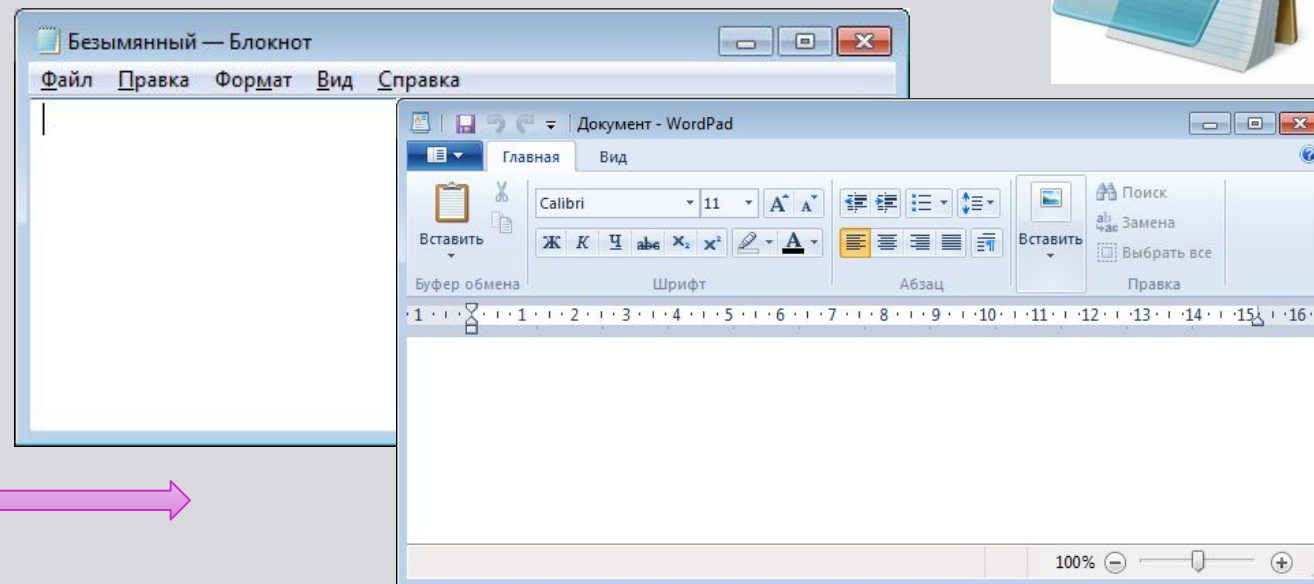 Безымянный — Блокнот
Файл Правка Формат Вид Справка
Документ - WordPad
Главная Вид
Calibri 11 A A
Поиск
Замена
Выбрать все
Вставить Ж К Ч abc X₂ X² A Вставить
Буфер обмена Шрифт Абзац Правка
1 1 2 3 4 5 6 7 8 9 10 11 12 13 14 15 16
100%